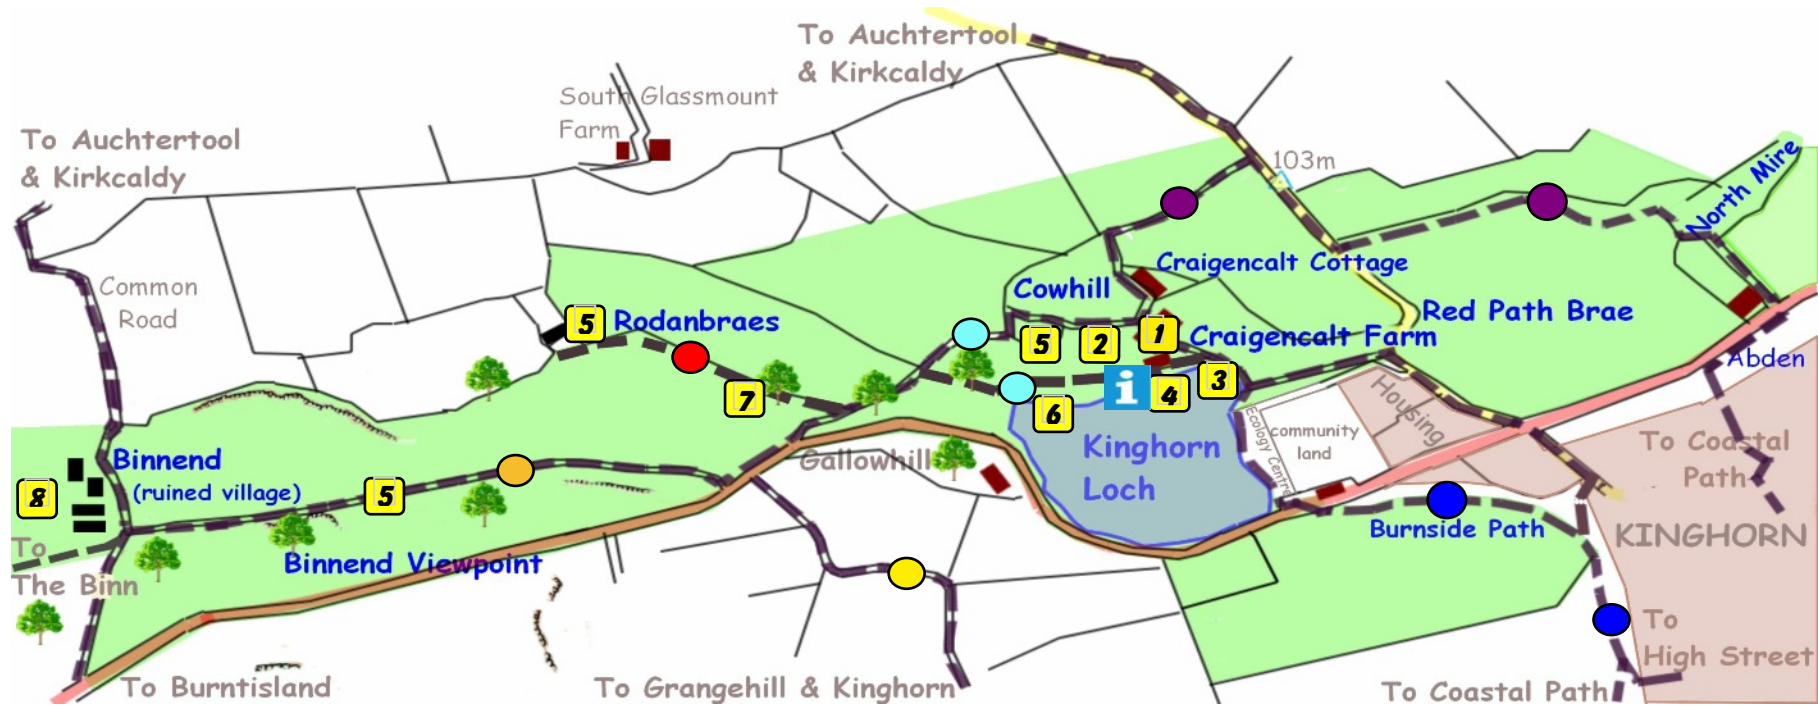 To Auchtertool
& Kirkcaldy
South Glassmount
Farm
To Auchtertool
& Kirkcaldy
103m
North Mire
Common
Road
Craigencalt Cottage
Cowhill
Red Path Brae
5
Rodanbraes
5
2
1
Craigencalt Farm
Abden
7
6
i
4
3
Housing
Ecology Centre
community
land
Kinghorn
Loch
Gallowhill
To Coastal
Path
Binnend
(ruined village)
8
5
Burnside Path
KINGHORN
To
The Binn
Binnend Viewpoint
To
High Street
To Burntisland
To Grangehill & Kinghorn
To Coastal Path